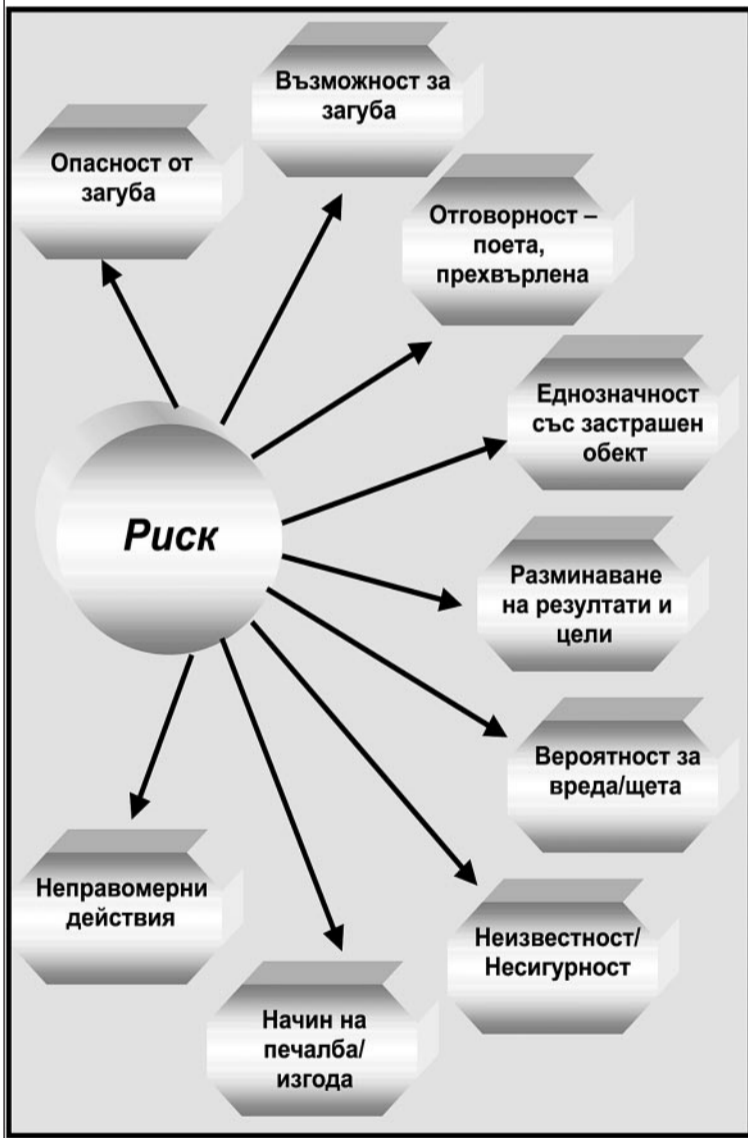 Възможност за
загуба
Опасност от
загуба
Отговорност –
поета,
прехвърлена
Еднозначност
със застрашен
обект
Риск
Разминаване
на резултати и
цели
Вероятност за
вреда/щета
Неправомерни
действия
Неизвестност/
Несигурност
Начин на
печалба/
изгода